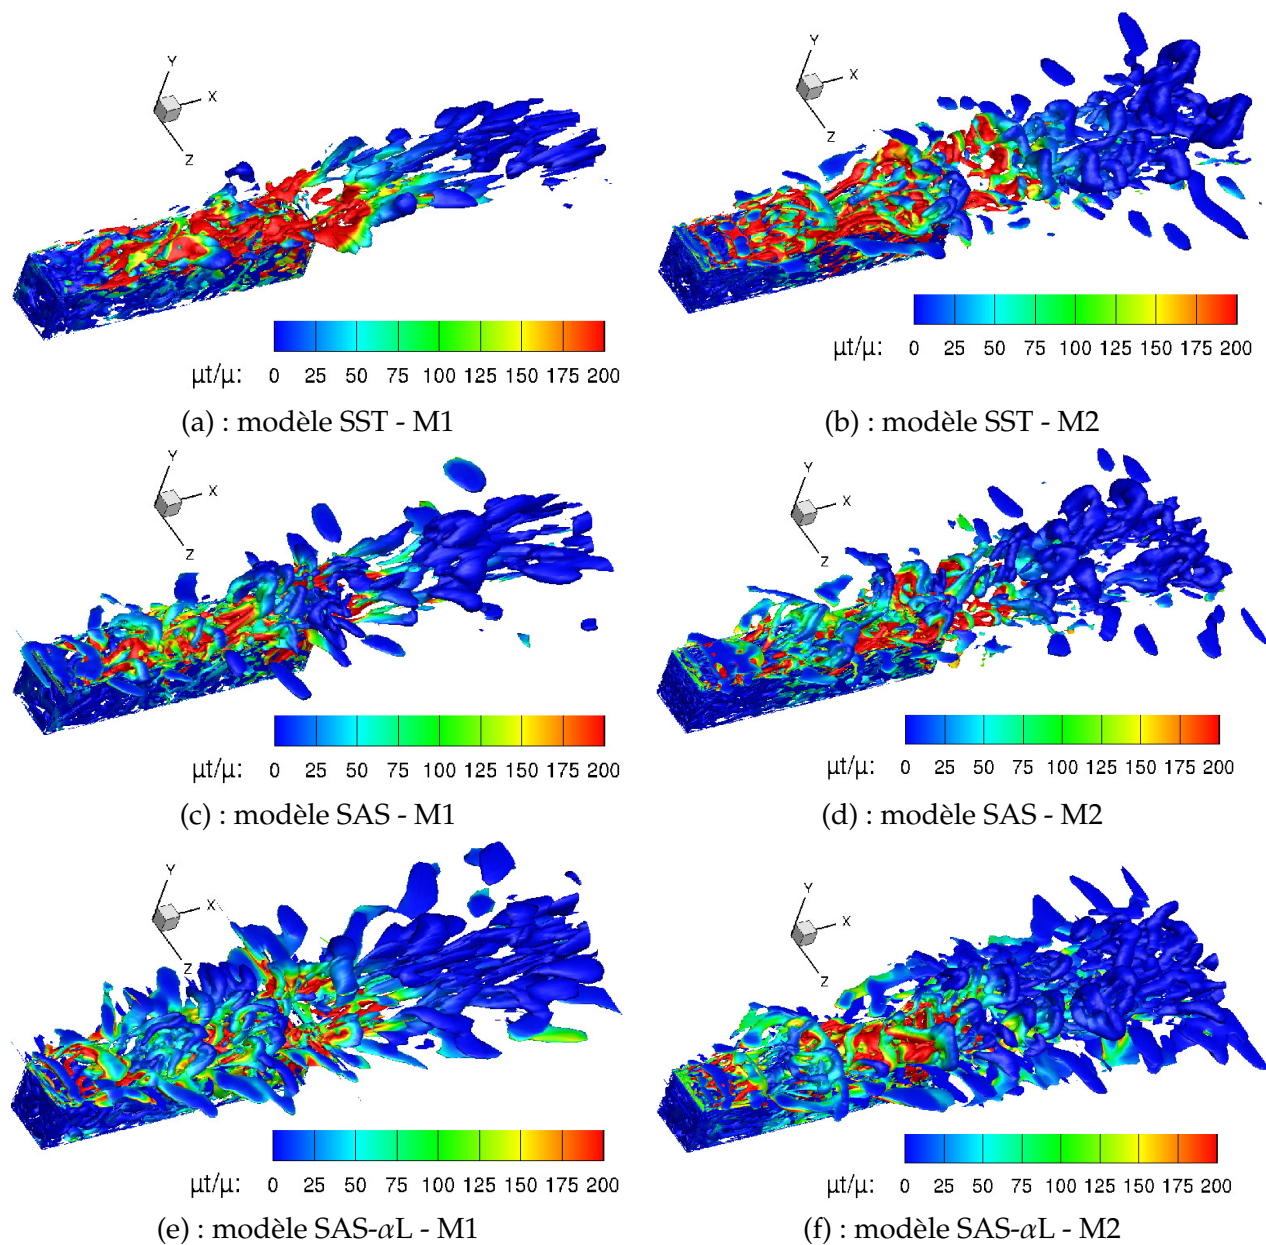 Y
X
Z
μt/μ: 0 25 50 75 100 125 150 175 200
(a) : modèle SST - M1
Y
X
Z
μt/μ: 0 25 50 75 100 125 150 175 200
(b) : modèle SST - M2
Y
X
Z
μt/μ: 0 25 50 75 100 125 150 175 200
(c) : modèle SAS - M1
Y
X
Z
μt/μ: 0 25 50 75 100 125 150 175 200
(d) : modèle SAS - M2
Y
X
Z
μt/μ: 0 25 50 75 100 125 150 175 200
(e) : modèle SAS-αL - M1
Y
X
Z
μt/μ: 0 25 50 75 100 125 150 175 200
(f) : modèle SAS-αL - M2